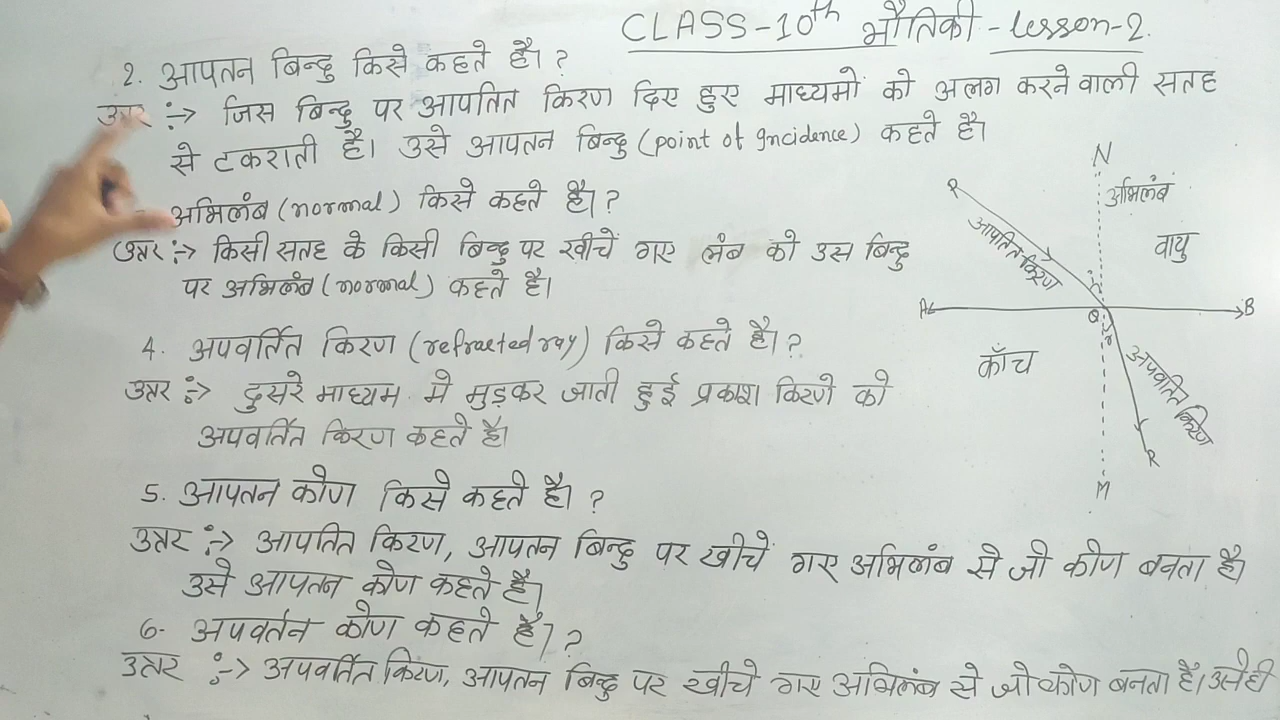 CLASS-10th भौतिकी - lesson-2.
2. आपतन बिन्दु किसे कहते है। ?
उत्तर :-> जिस बिन्दु पर आपतित किरण दिए हुए माध्यमों को अलग करने वाली सतह
से टकराती है। उसे आपतन बिन्दु (point of Incidence) कहते है।
अभिलंब (normal) किसे कहते है। ?
उत्तर :-> किसी सतह के किसी बिन्दु पर खीचें गए लंब को उस बिन्दु
पर अभिलंब (normal) कहते है।
4. अपवर्तित किरण (refracted ray) किसे कहते है। ?
उत्तर :-> दुसरे माध्यम मे मुड़कर जाती हुई प्रकाश किरणे को
अपवर्तित किरण कहते है।
5. आपतन कोण किसे कहते है। ?
उत्तर :-> आपतित किरण, आपतन बिन्दु पर खीचें गए अभिलंब से जो कोण बनता है।
उसे आपतन कोण कहते है।
6. अपवर्तन कोण कहते है। ?
उत्तर :-> अपवर्तित किरण, आपतन बिन्दु पर खीचे गए अभिलंब से जो कोण बनता है। उसे ही
N
अभिलंब
P
आपतित किरण
वायु
i
A
B
Q
r
काँच
अपवर्तित किरण
R
M